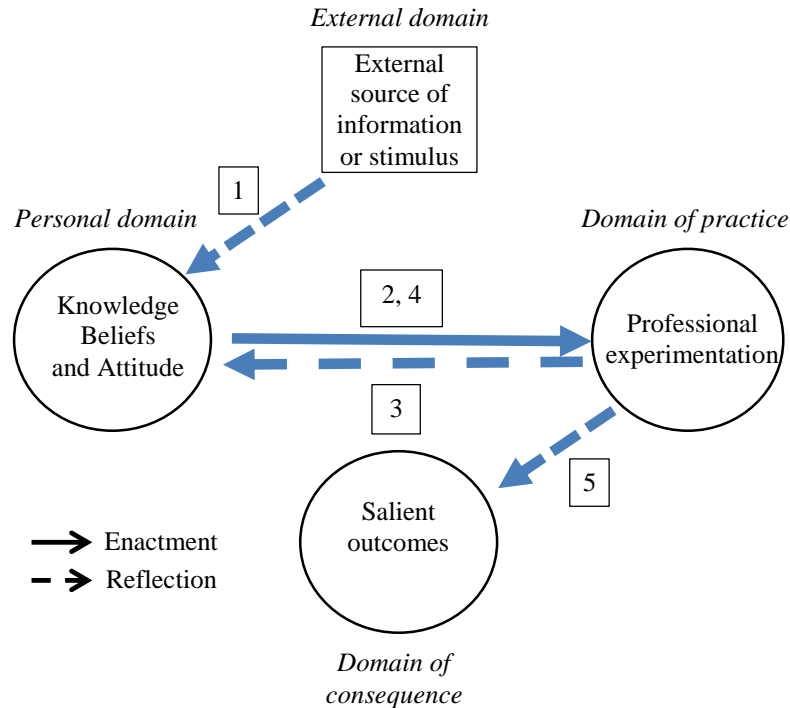 External domain
External
source of
information
or stimulus
1
Personal domain
Domain of practice
Knowledge
Beliefs
and Attitude
2, 4
Professional
experimentation
3
5
Salient
outcomes
Enactment
Reflection
Domain of
consequence